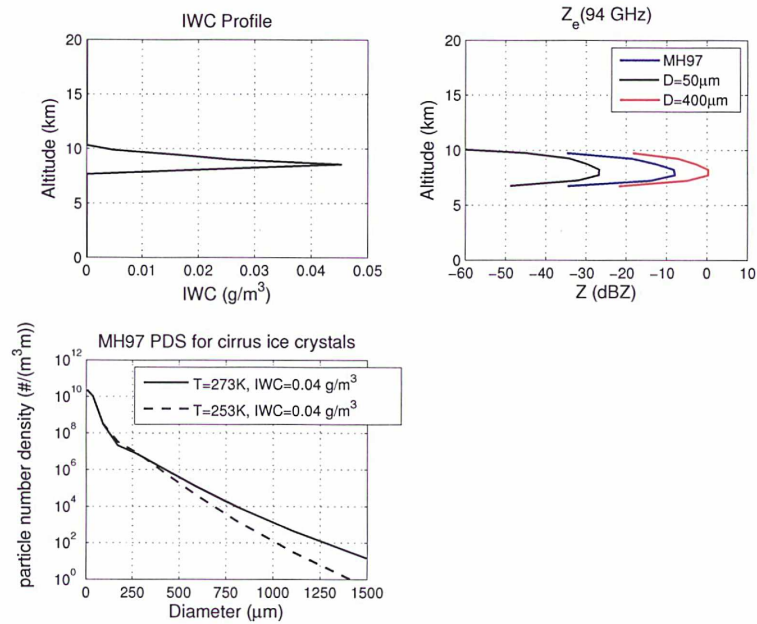 IWC Profile
20
15
10
5
0
Altitude (km)
0
0.01
0.02
0.03
0.04
0.05
IWC (g/m³)
Zₑ(94 GHz)
20
15
10
5
0
Altitude (km)
MH97
D=50μm
D=400μm
−60
−50
−40
−30
−20
−10
0
10
Z (dBZ)
MH97 PDS for cirrus ice crystals
10¹²
10¹⁰
10⁸
10⁶
10⁴
10²
10⁰
particle number density (#/(m³m))
T=273K, IWC=0.04 g/m³
T=253K, IWC=0.04 g/m³
0
250
500
750
1000
1250
1500
Diameter (μm)